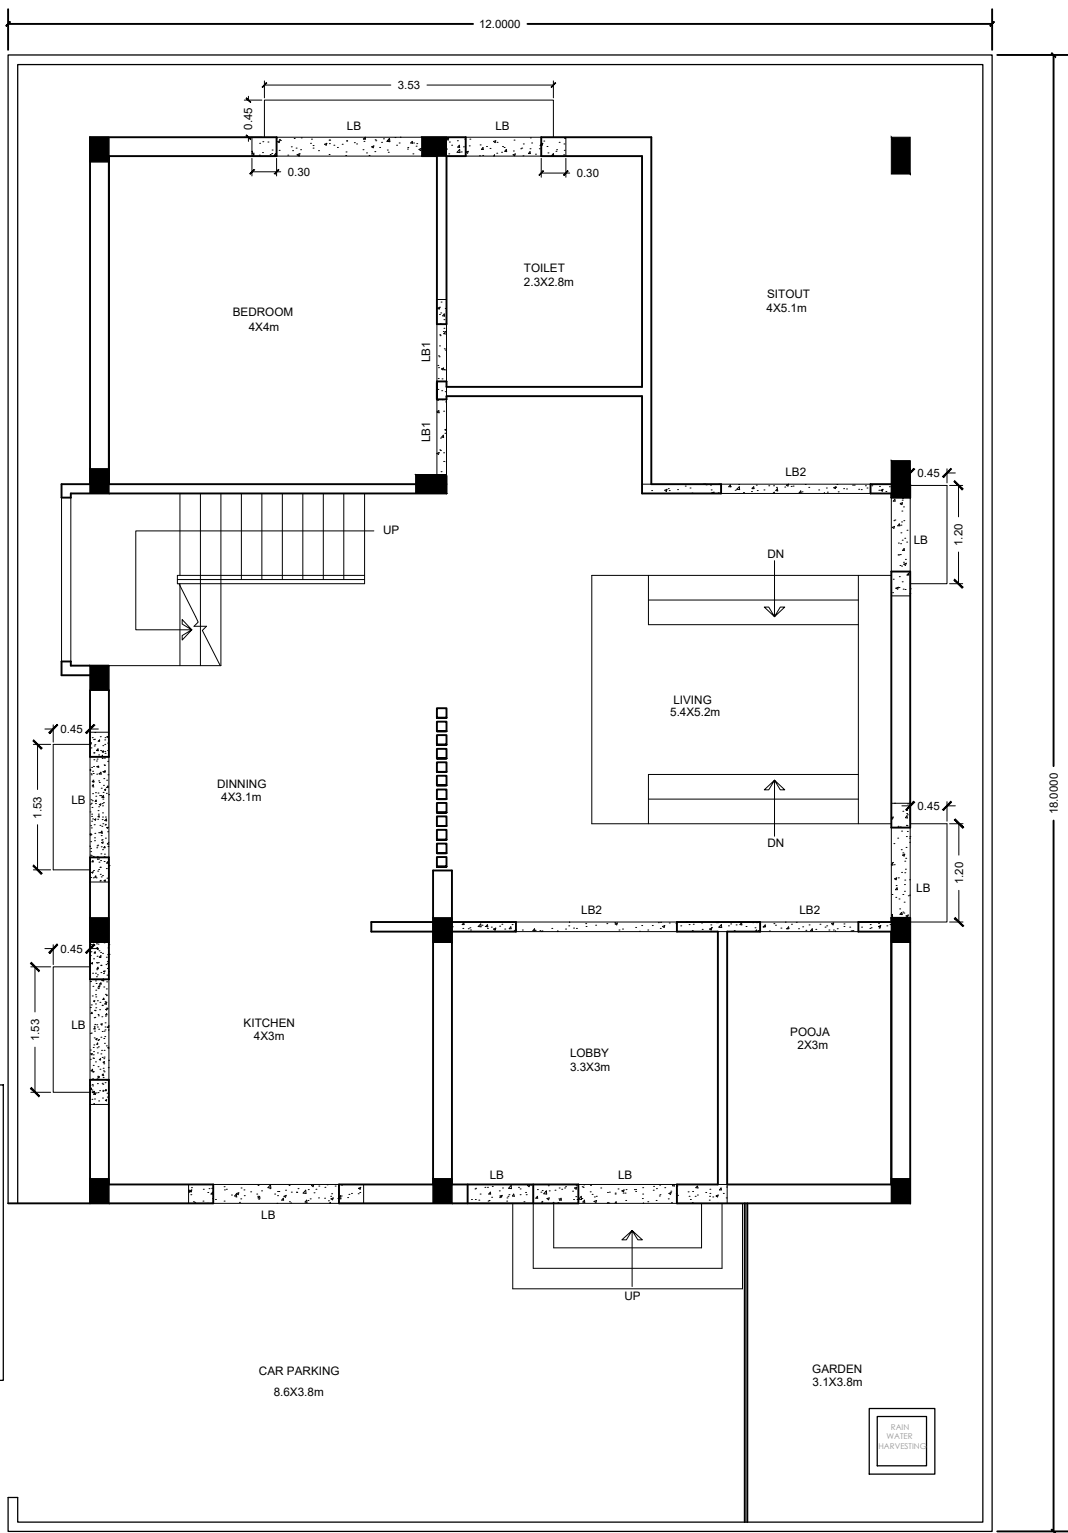 12.0000
3.53
0.45
LB
LB
0.30
0.30
TOILET
2.3X2.8m
SITOUT
4X5.1m
BEDROOM
4X4m
LB1
LB1
LB2
0.45
UP
1.20
LB
DN
LIVING
5.4X5.2m
0.45
DINNING
4X3.1m
LB
1.53
18.0000
0.45
DN
1.20
LB
LB2
LB2
0.45
KITCHEN
4X3m
LB
1.53
POOJA
2X3m
LOBBY
3.3X3m
LB
LB
LB
UP
CAR PARKING
8.6X3.8m
GARDEN
3.1X3.8m
RAIN
WATER
HARVESTING